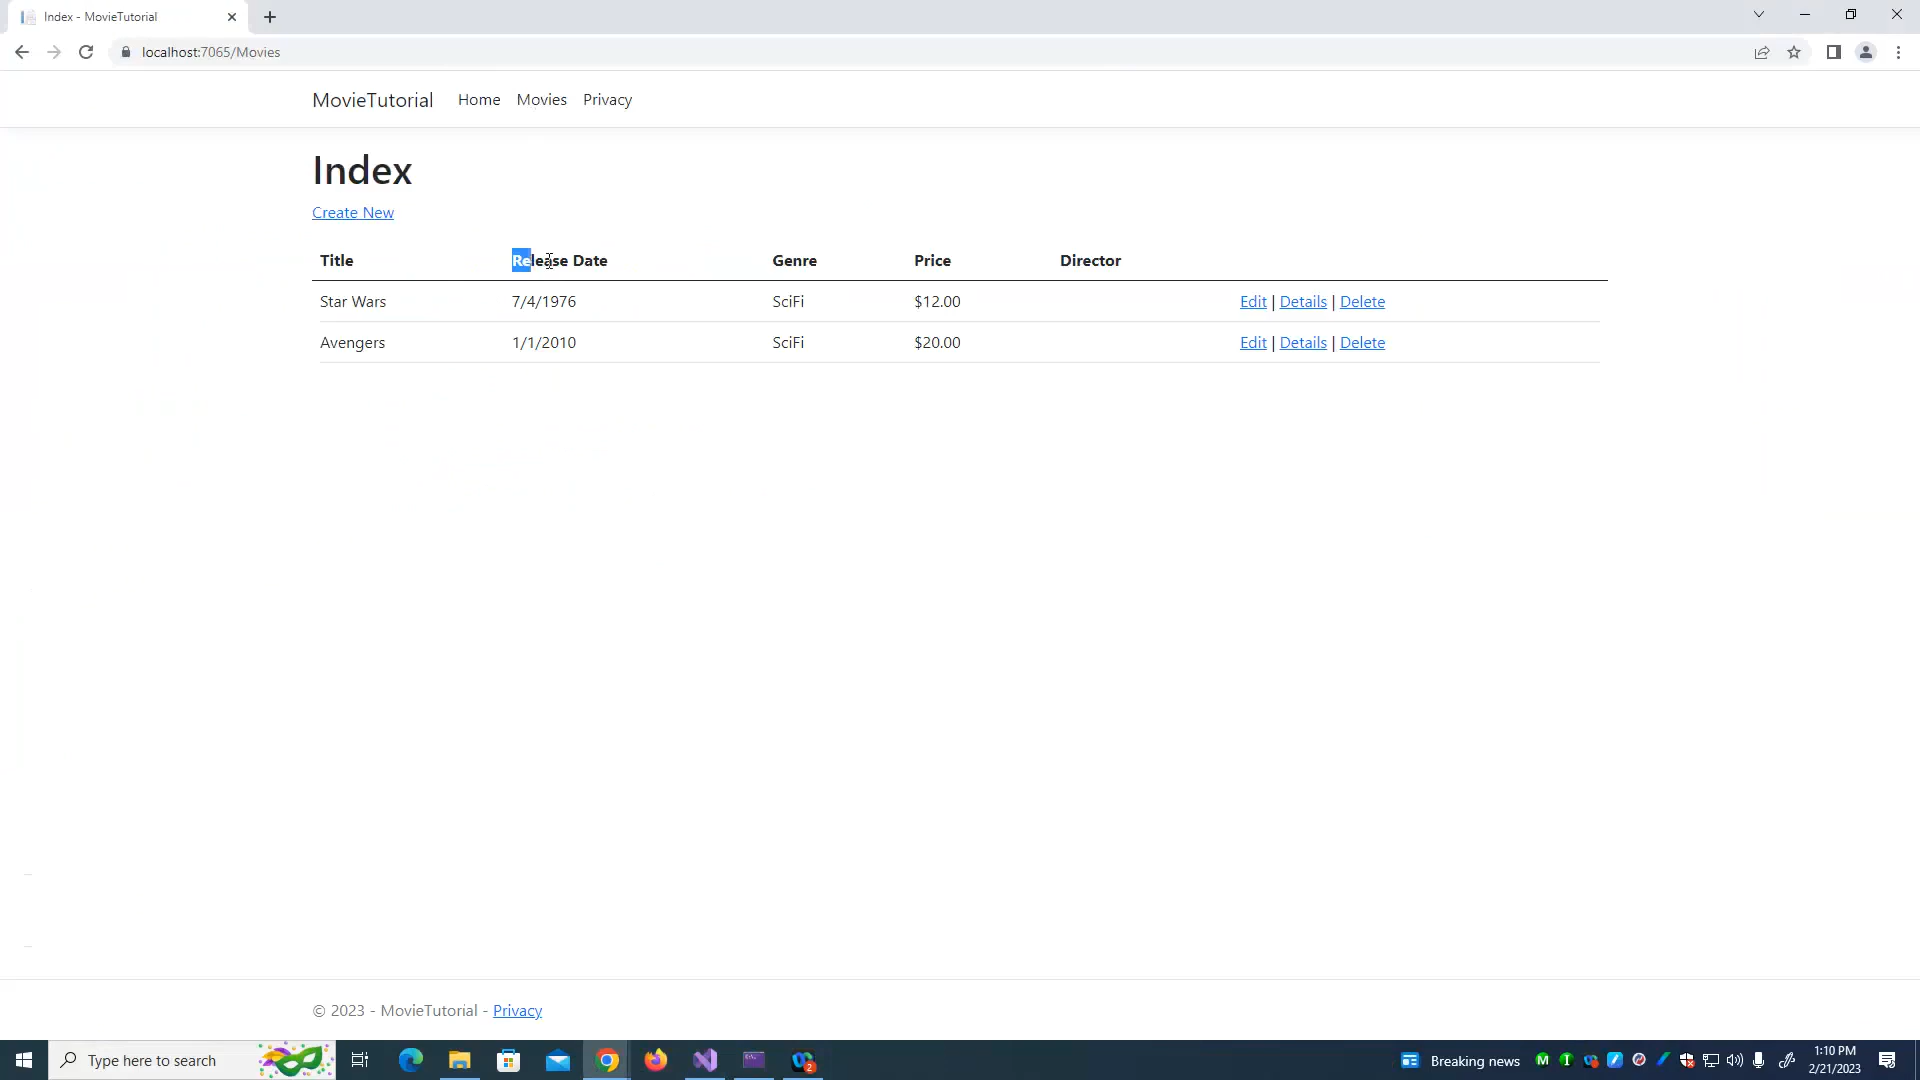 Index - MovieTutorial
localhost:7065/Movies
MovieTutorial Home Movies Privacy
Index
Create New
Title Release Date Genre Price Director
Star Wars 7/4/1976 SciFi $12.00 Edit | Details | Delete
Avengers 1/1/2010 SciFi $20.00 Edit | Details | Delete
© 2023 - MovieTutorial - Privacy
Type here to search 2 Breaking news M I 1:10 PM
2/21/2023